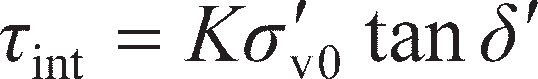 τ_int = Kσ′_v0 tan δ′